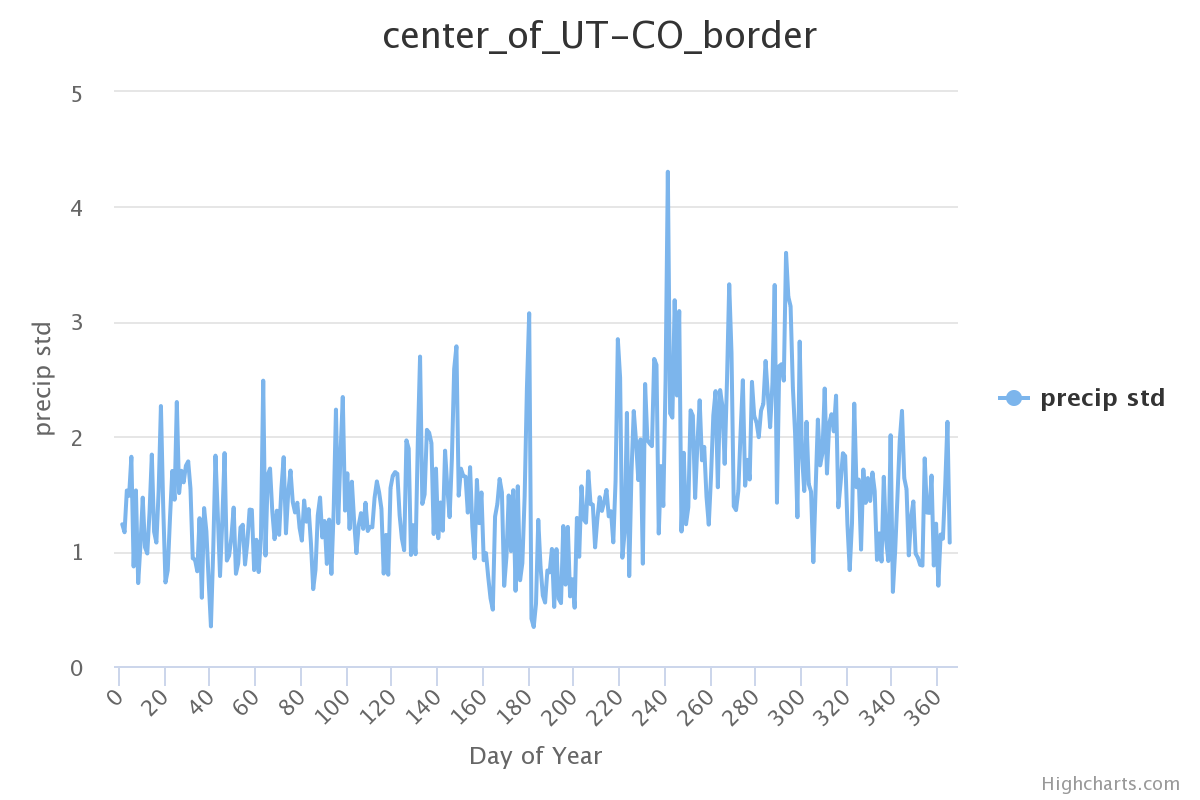 center_of_UT-CO_border
5
4
3
2
1
0
precip std
0 20 40 60 80 100 120 140 160 180 200 220 240 260 280 300 320 340 360
Day of Year
precip std
Highcharts.com